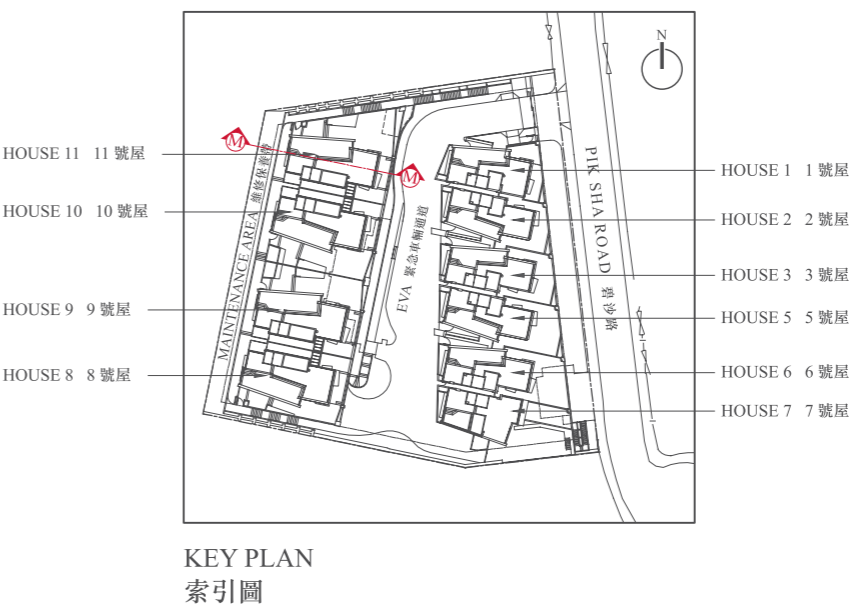 N
HOUSE 11 11 號屋
HOUSE 10 10 號屋
HOUSE 9 9 號屋
HOUSE 8 8 號屋
MAINTENANCE AREA 維修保養帶
M
M
EVA 緊急車輛通道
PIK SHA ROAD 碧沙路
HOUSE 1 1 號屋
HOUSE 2 2 號屋
HOUSE 3 3 號屋
HOUSE 5 5 號屋
HOUSE 6 6 號屋
HOUSE 7 7 號屋
KEY PLAN
索引圖